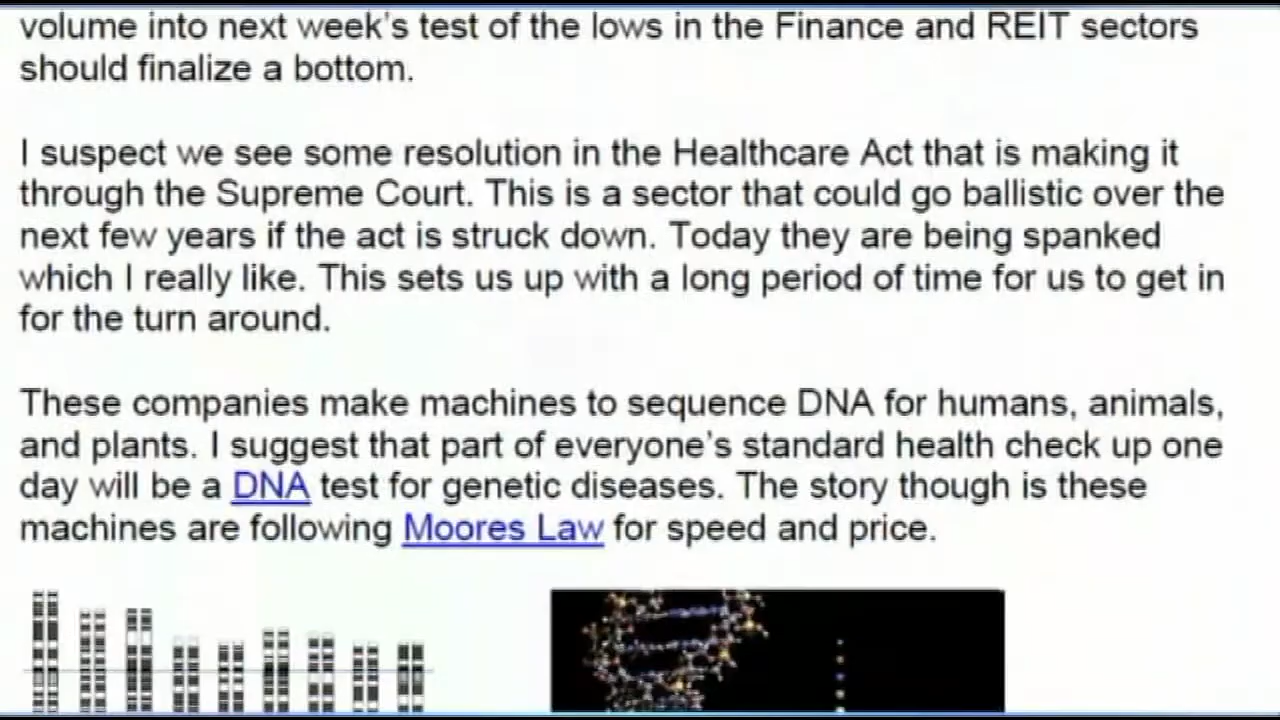 volume into next week's test of the lows in the Finance and REIT sectors
should finalize a bottom.
I suspect we see some resolution in the Healthcare Act that is making it
through the Supreme Court. This is a sector that could go ballistic over the
next few years if the act is struck down. Today they are being spanked
which I really like. This sets us up with a long period of time for us to get in
for the turn around.
These companies make machines to sequence DNA for humans, animals,
and plants. I suggest that part of everyone's standard health check up one
day will be a DNA test for genetic diseases. The story though is these
machines are following Moores Law for speed and price.